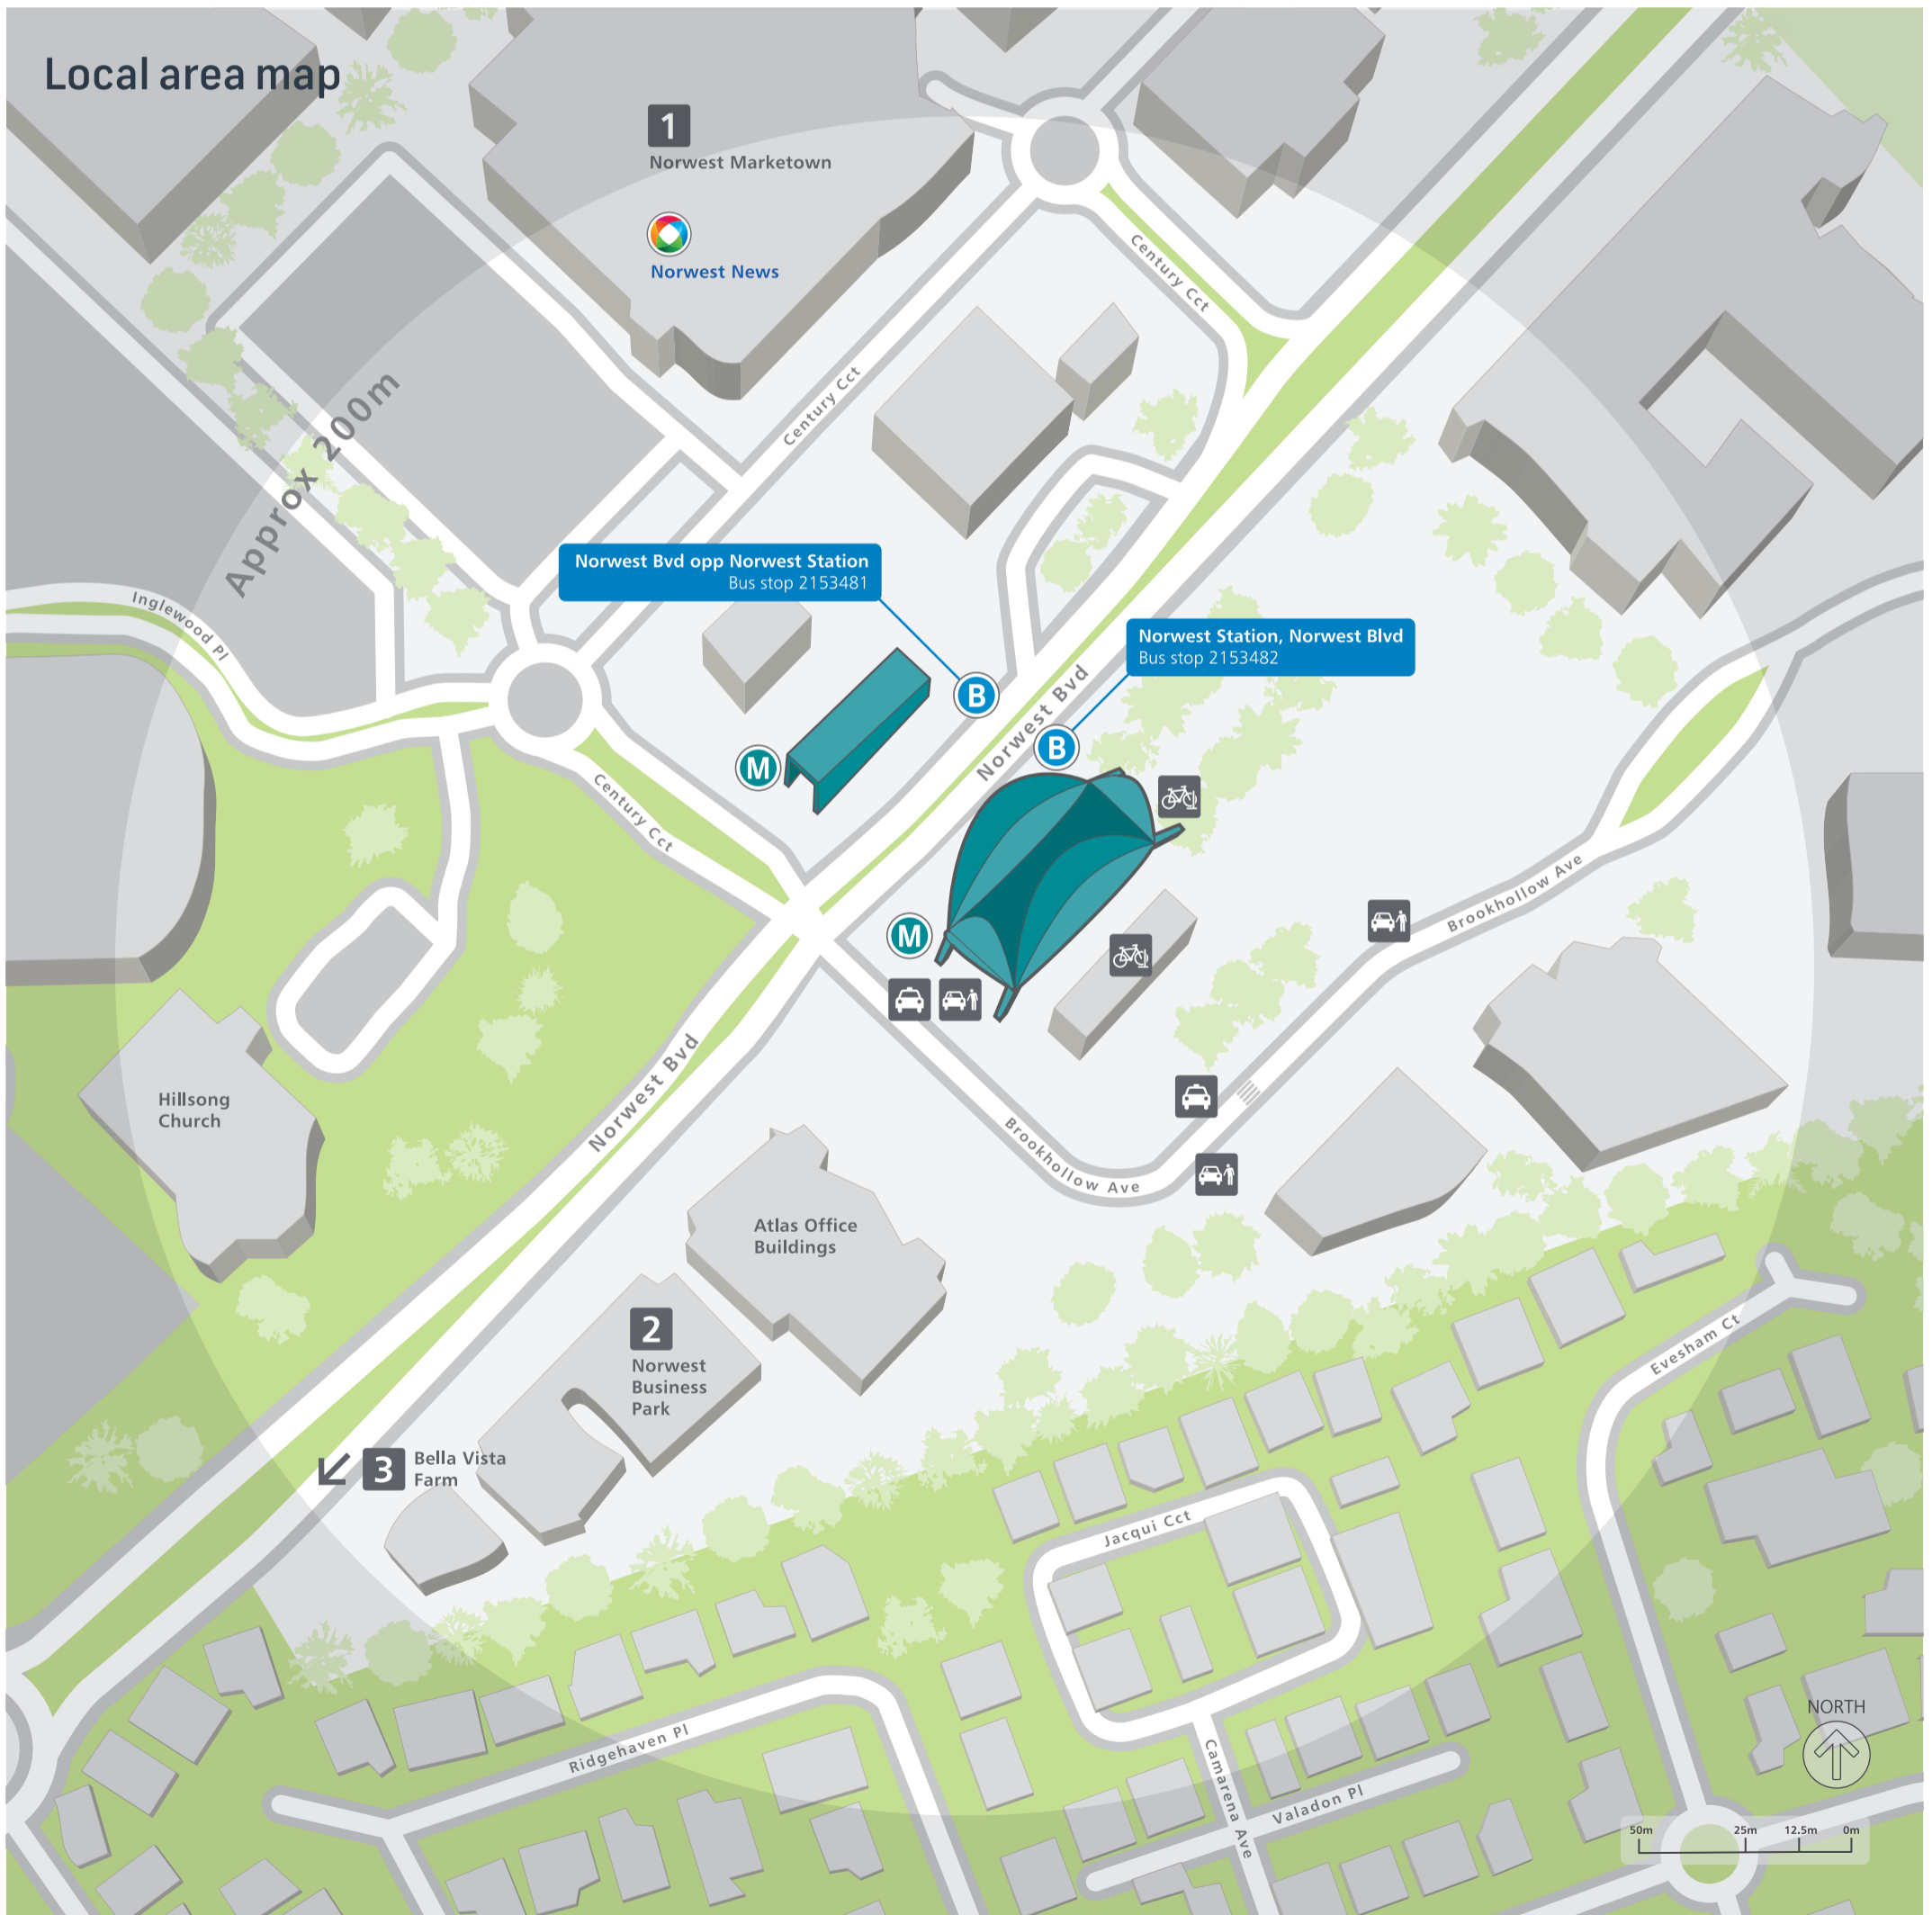 Local area map
1
Norwest Marketown
Norwest News
Century Cct
Century Cct
Approx 200m
Norwest Bvd opp Norwest Station
Bus stop 2153481
Inglewood Pl
Norwest Station, Norwest Blvd
Bus stop 2153482
B
B
Norwest Bvd
M
Century Cct
M
Brookhollow Ave
Norwest Bvd
Hillsong
Church
Brookhollow Ave
Atlas Office
Buildings
2
Norwest
Business
Park
Evesham Ct
3
Bella Vista
Farm
Jacqui Cct
Ridgehaven Pl
Camarena Ave
Valadon Pl
NORTH
50m 25m 12.5m 0m